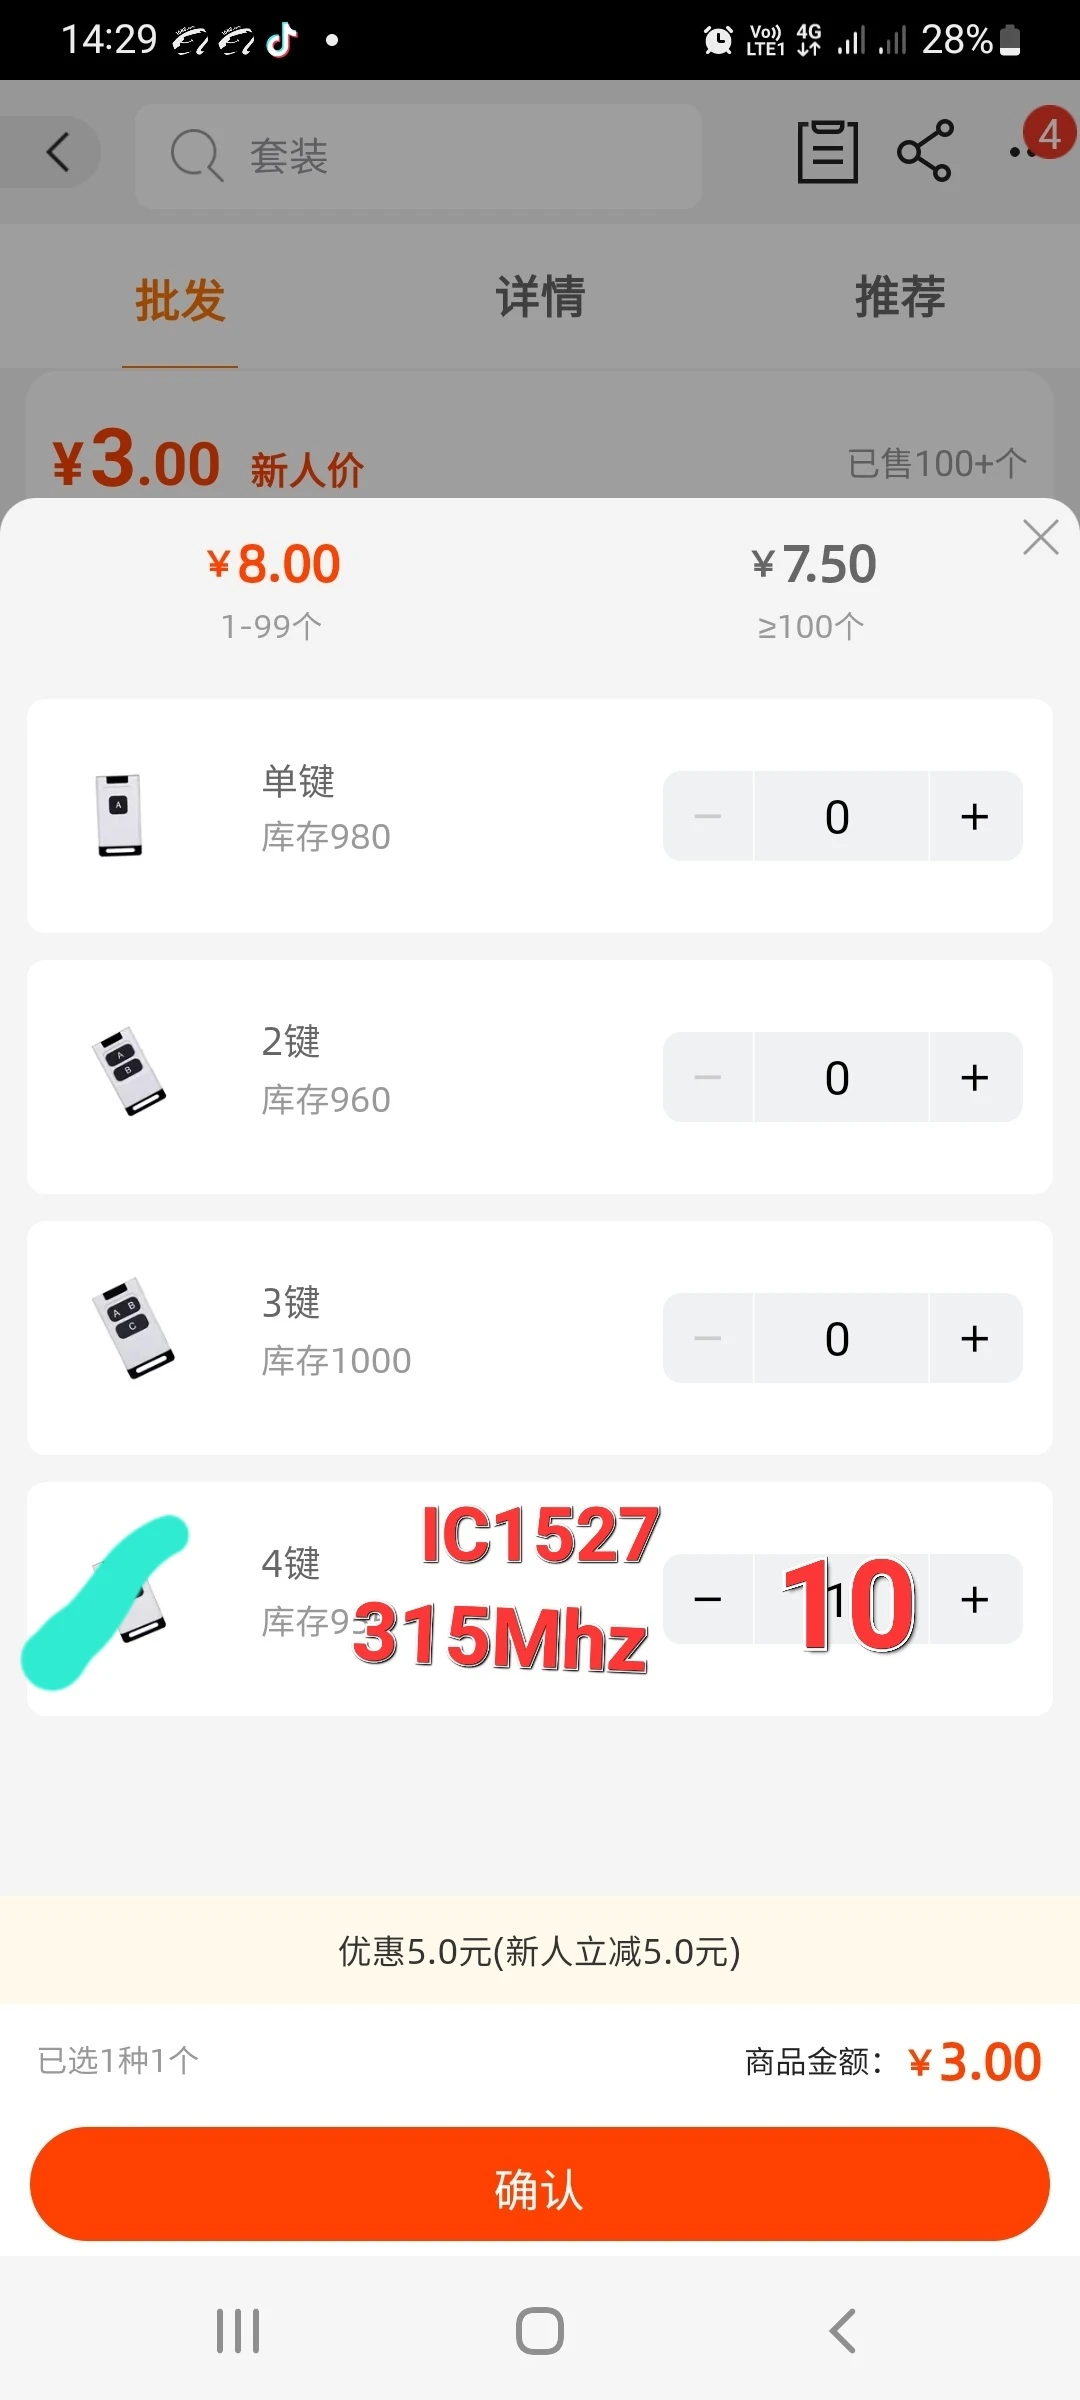 14:29
Vo)) LTE1 4G 28%
套装
4
批发 详情 推荐
¥3.00 新人价 已售100+个
¥8.00 ¥7.50
1-99个 ≥100个
单键
A
库存980
0
2键
A
B
库存960
0
3键
A B
C
库存1000
0
IC1527
4键
10
315Mhz
优惠5.0元(新人立减5.0元)
已选1种1个 商品金额: ¥3.00
确认